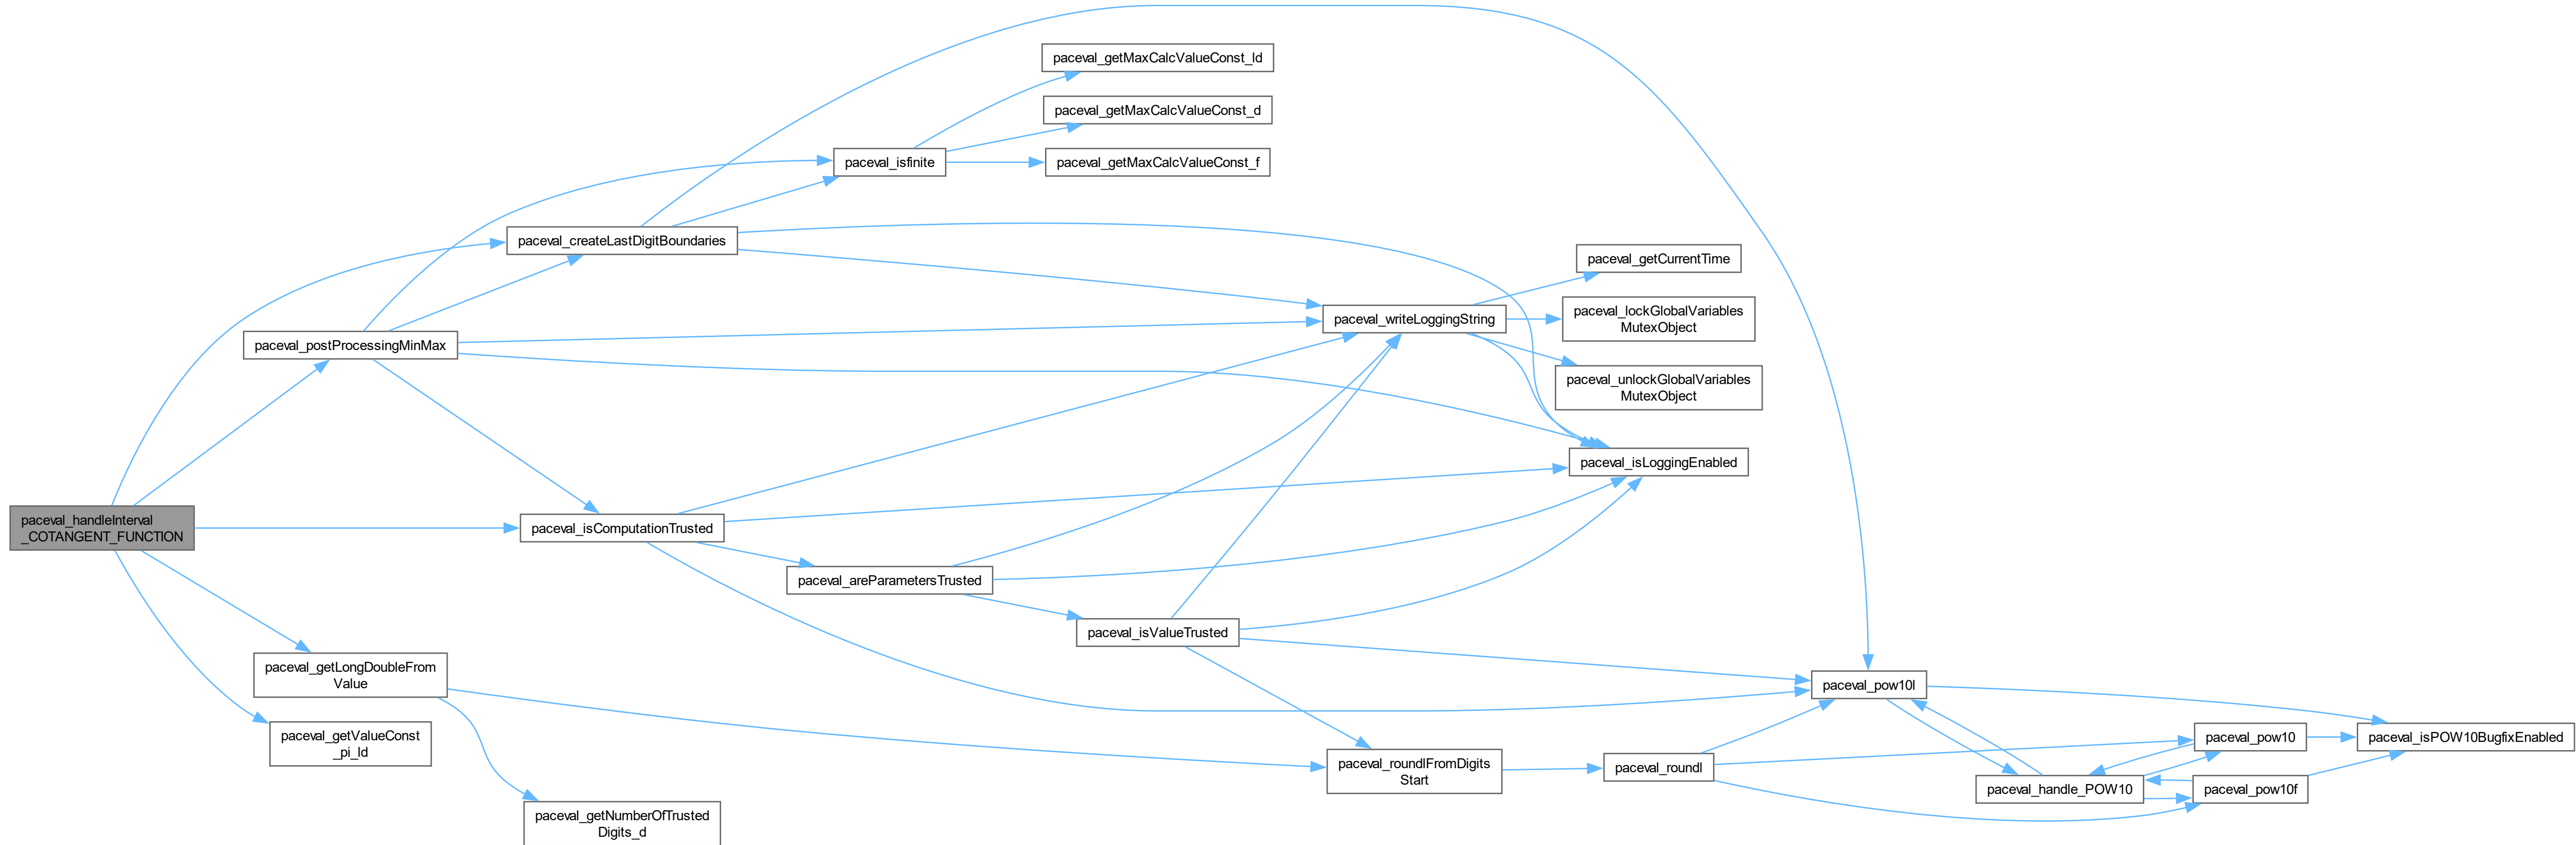 paceval_getMaxCalcValueConst_ld
paceval_getMaxCalcValueConst_d
paceval_isfinite
paceval_getMaxCalcValueConst_f
paceval_createLastDigitBoundaries
paceval_getCurrentTime
paceval_writeLoggingString
paceval_lockGlobalVariables
MutexObject
paceval_postProcessingMinMax
paceval_unlockGlobalVariables
MutexObject
paceval_isLoggingEnabled
paceval_handleInterval
_COTANGENT_FUNCTION
paceval_isComputationTrusted
paceval_areParametersTrusted
paceval_isValueTrusted
paceval_getLongDoubleFrom
Value
paceval_pow10l
paceval_getValueConst
_pi_ld
paceval_pow10
paceval_isPOW10BugfixEnabled
paceval_roundlFromDigits
Start
paceval_roundl
paceval_handle_POW10
paceval_pow10f
paceval_getNumberOfTrusted
Digits_d